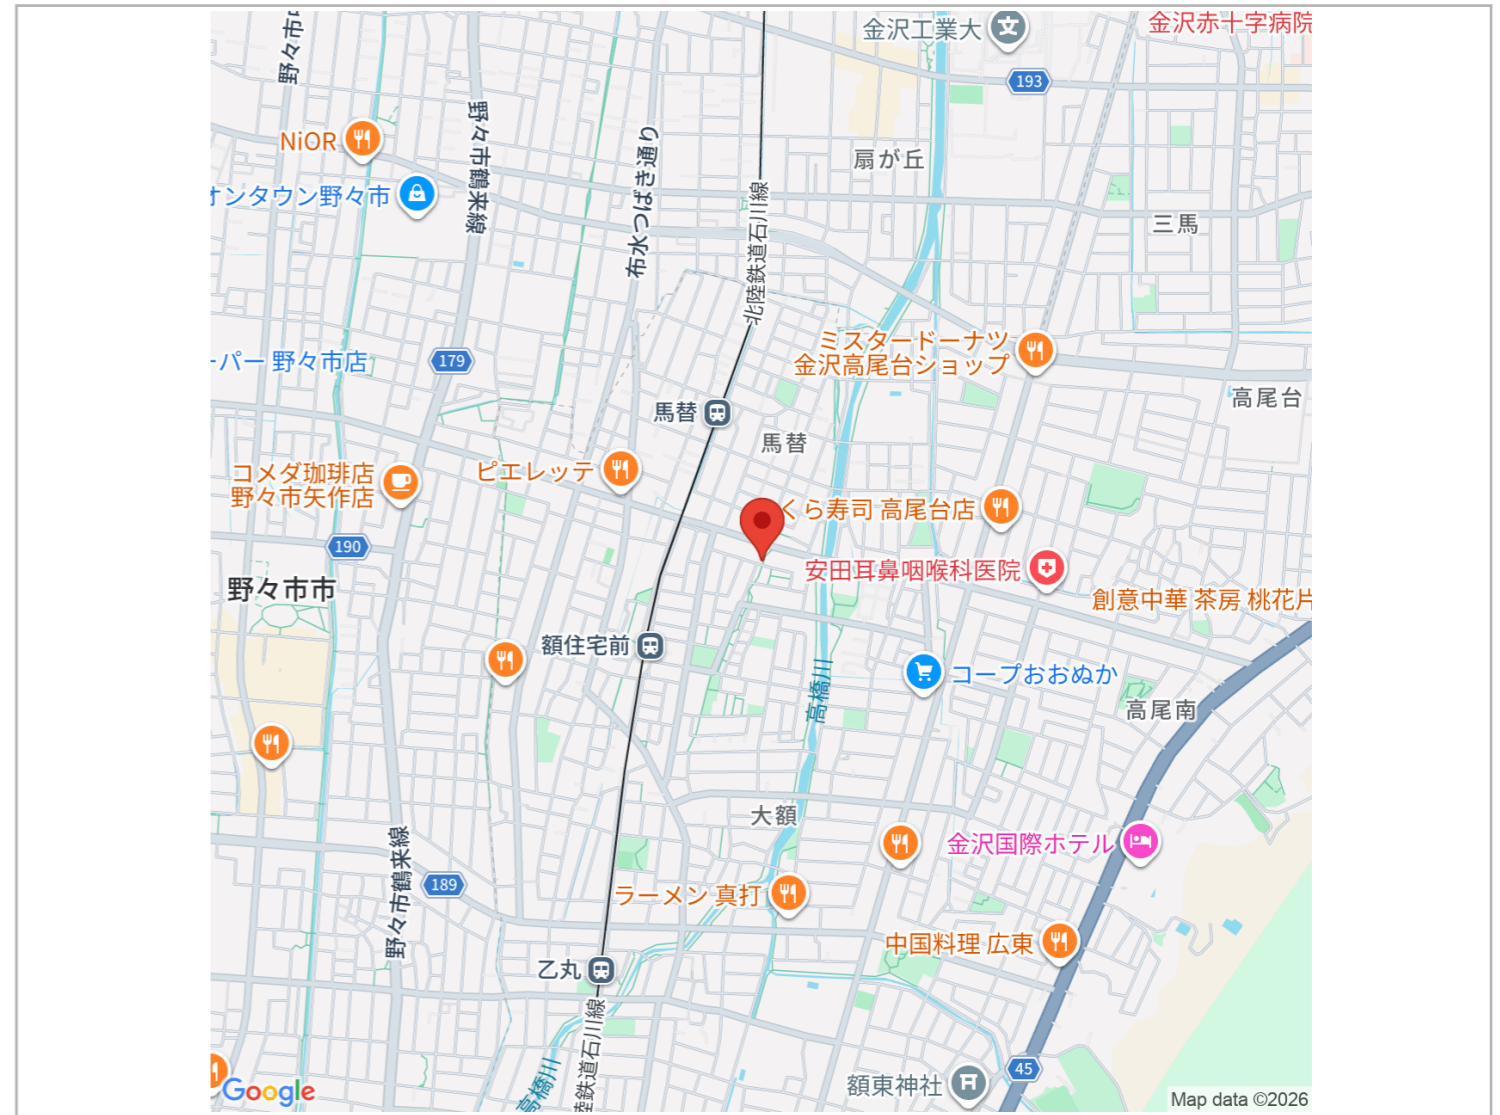 金沢工業大
金沢赤十字病院
193
NiOR
オンタウン野々市
野々市鶴来線
布水つばき通り
扇が丘
三馬
北陸鉄道石川線
ミスタードーナツ
金沢高尾台ショップ
ーパー 野々市店
179
高尾台
馬替
馬替
コメダ珈琲店
野々市矢作店
ピエレッテ
くら寿司 高尾台店
190
安田耳鼻咽喉科医院
野々市市
創意中華 茶房 桃花片
額住宅前
高橋川
コープおおぬか
高尾南
大額
金沢国際ホテル
野々市鶴来線
189
ラーメン 真打
中国料理 広東
乙丸
陸鉄道石川線
高橋川
額東神社
45
Google
Map data ©2026